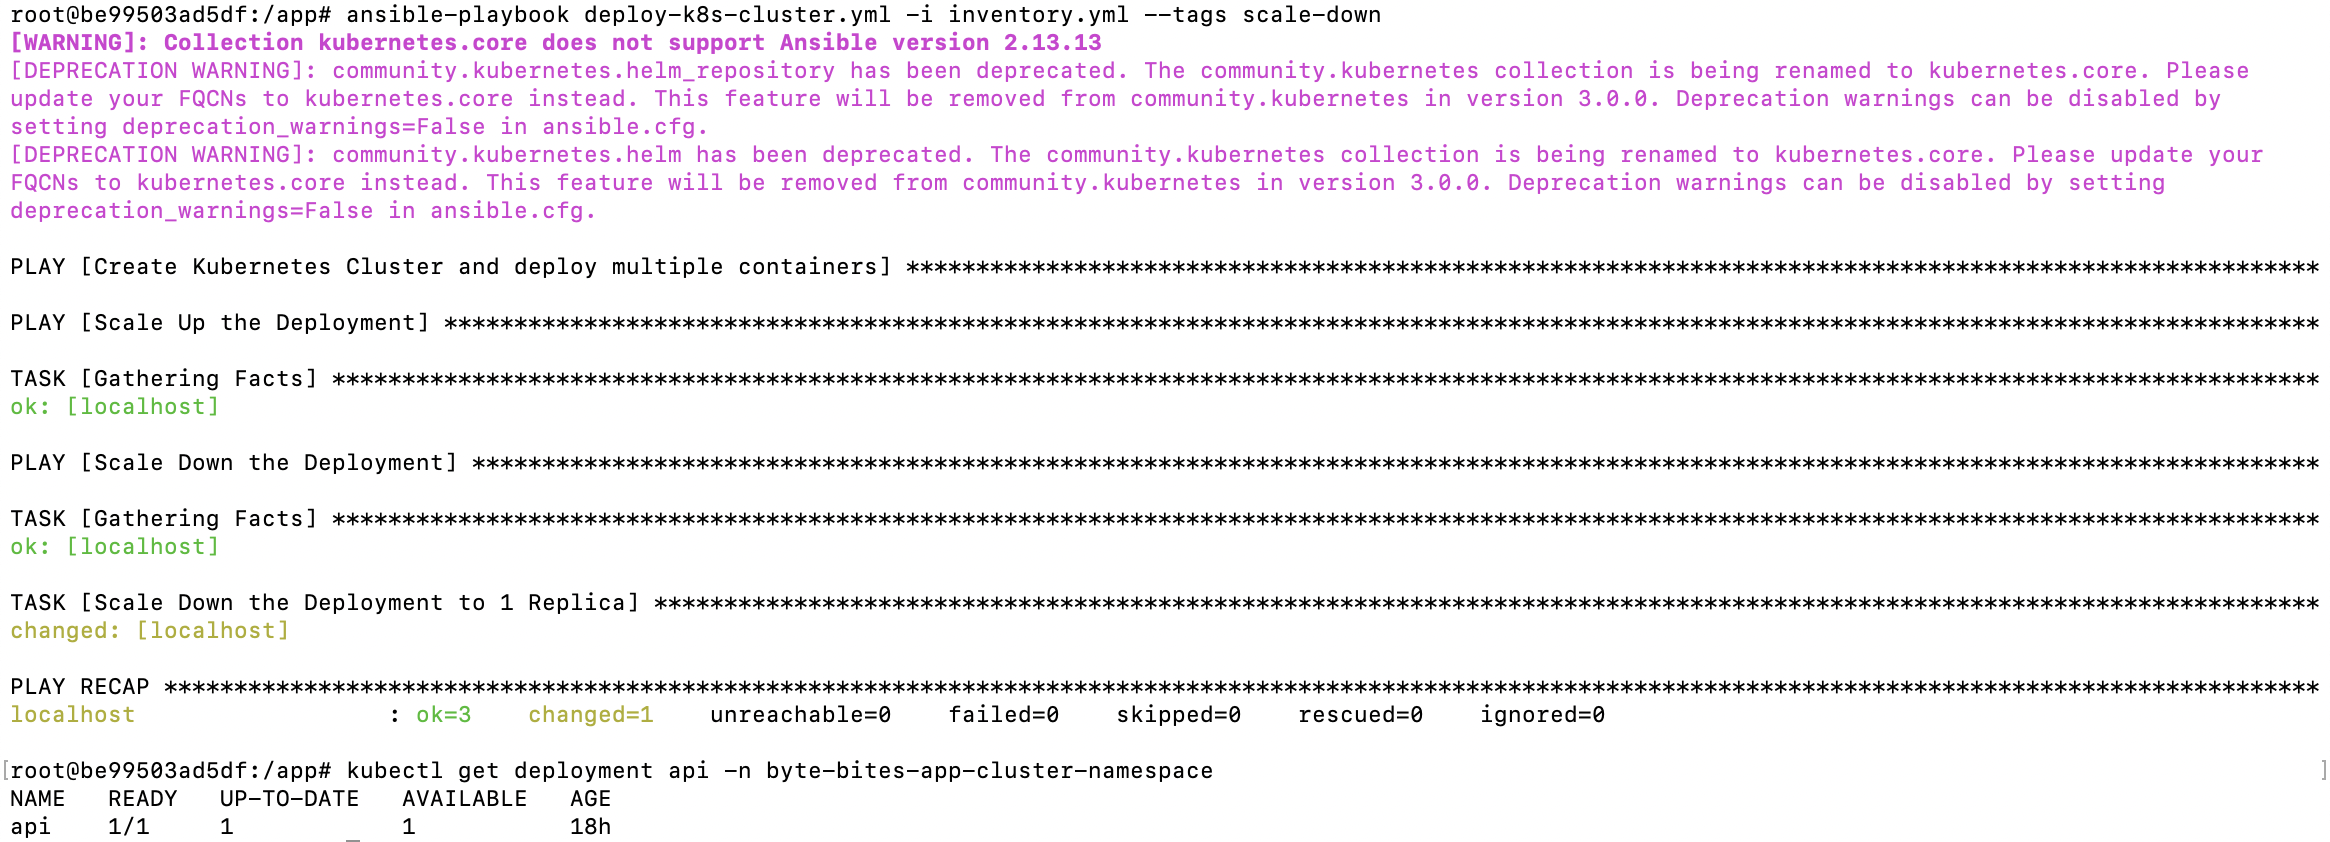 root@be99503ad5df:/app# ansible-playbook deploy-k8s-cluster.yml -i inventory.yml --tags scale-down
[WARNING]: Collection kubernetes.core does not support Ansible version 2.13.13
[DEPRECATION WARNING]: community.kubernetes.helm_repository has been deprecated. The community.kubernetes collection is being renamed to kubernetes.core. Please
update your FQCNs to kubernetes.core instead. This feature will be removed from community.kubernetes in version 3.0.0. Deprecation warnings can be disabled by
setting deprecation_warnings=False in ansible.cfg.
[DEPRECATION WARNING]: community.kubernetes.helm has been deprecated. The community.kubernetes collection is being renamed to kubernetes.core. Please update your
FQCNs to kubernetes.core instead. This feature will be removed from community.kubernetes in version 3.0.0. Deprecation warnings can be disabled by setting
deprecation_warnings=False in ansible.cfg.
PLAY [Create Kubernetes Cluster and deploy multiple containers] *****************************************************************************************************
PLAY [Scale Up the Deployment] **************************************************************************************************************************************
TASK [Gathering Facts] **********************************************************************************************************************************************
ok: [localhost]
PLAY [Scale Down the Deployment] ************************************************************************************************************************************
TASK [Gathering Facts] **********************************************************************************************************************************************
ok: [localhost]
TASK [Scale Down the Deployment to 1 Replica] ***********************************************************************************************************************
changed: [localhost]
PLAY RECAP **********************************************************************************************************************************************************
localhost                  : ok=3    changed=1    unreachable=0    failed=0    skipped=0    rescued=0    ignored=0
[root@be99503ad5df:/app# kubectl get deployment api -n byte-bites-app-cluster-namespace ]
NAME   READY   UP-TO-DATE   AVAILABLE   AGE
api    1/1     1            1           18h